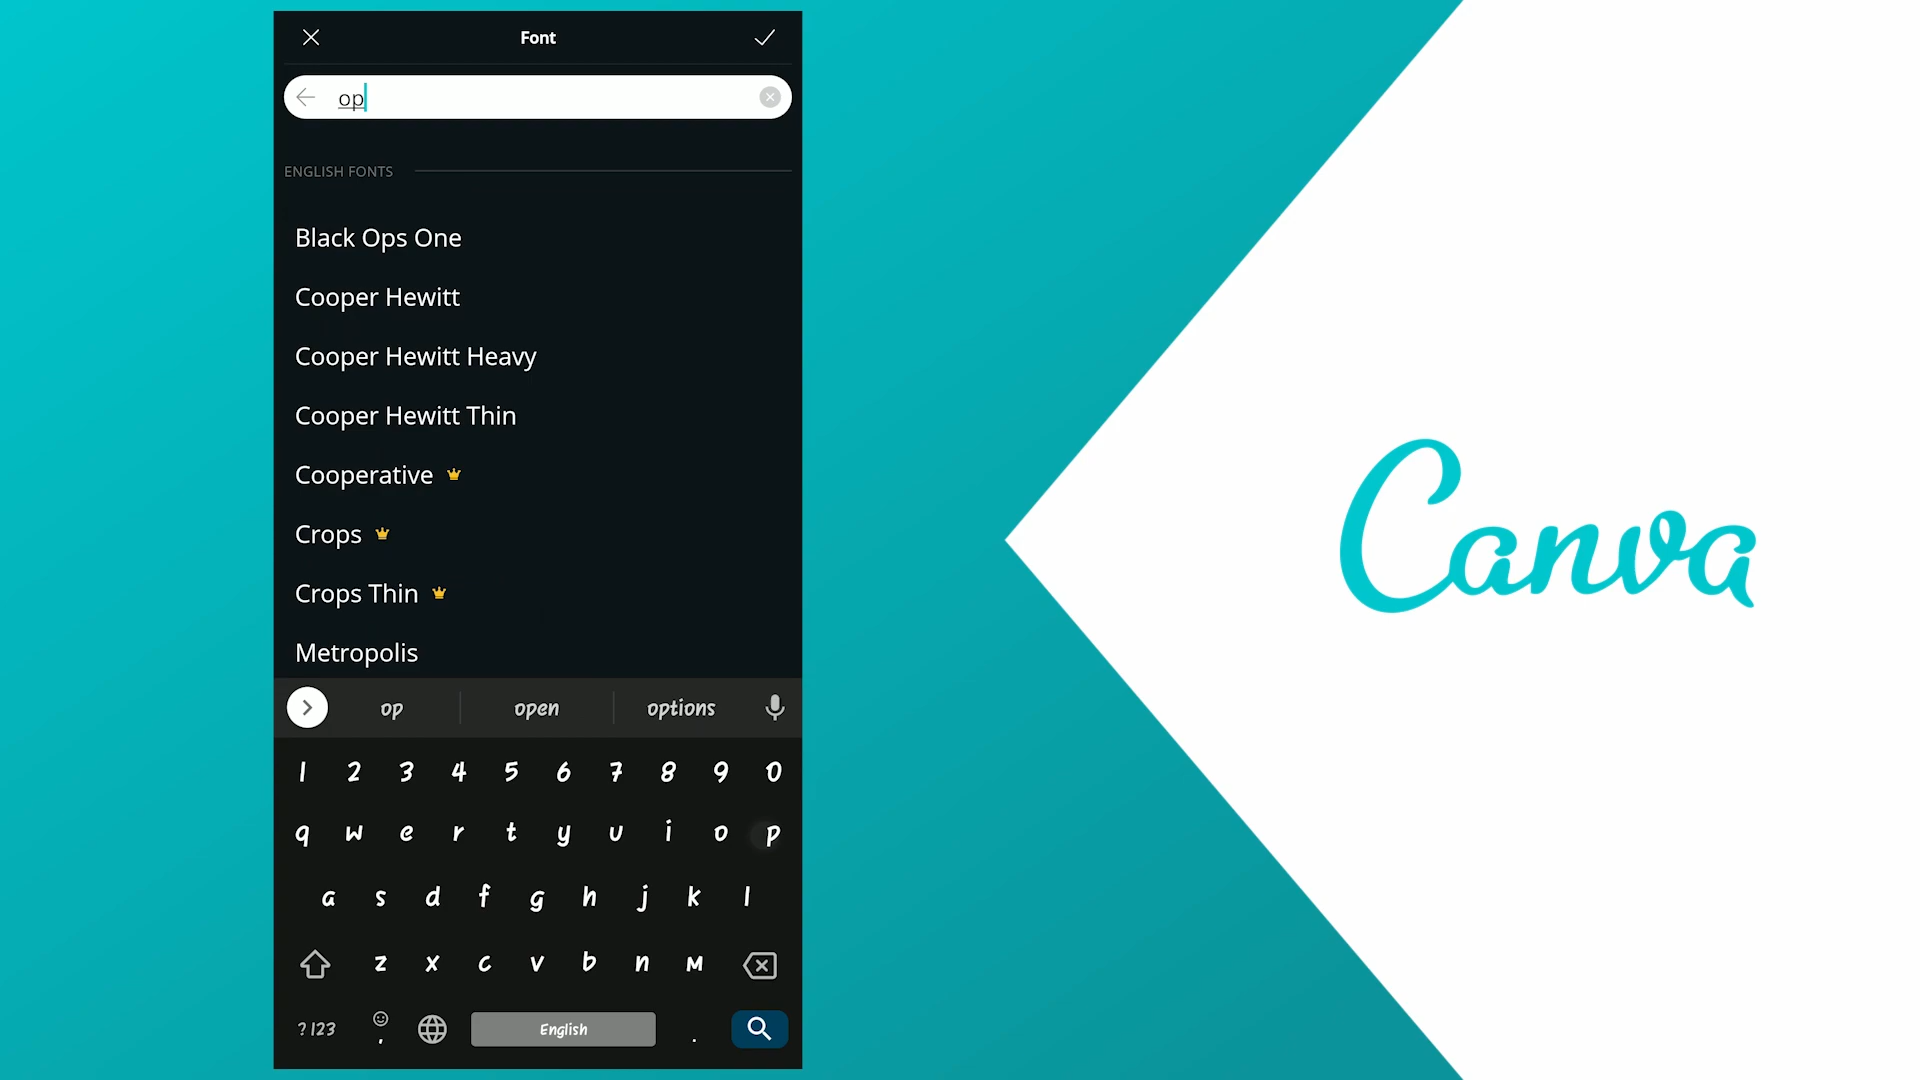 Font
op
ENGLISH FONTS
Black Ops One
Cooper Hewitt
Cooper Hewitt Heavy
Cooper Hewitt Thin
Cooperative
Crops
Crops Thin
Metropolis
op open options
1 2 3 4 5 6 7 8 9 0
q w e r t y u i o p
a s d f g h j k l
z x c v b n m
?123 , English .
Canva